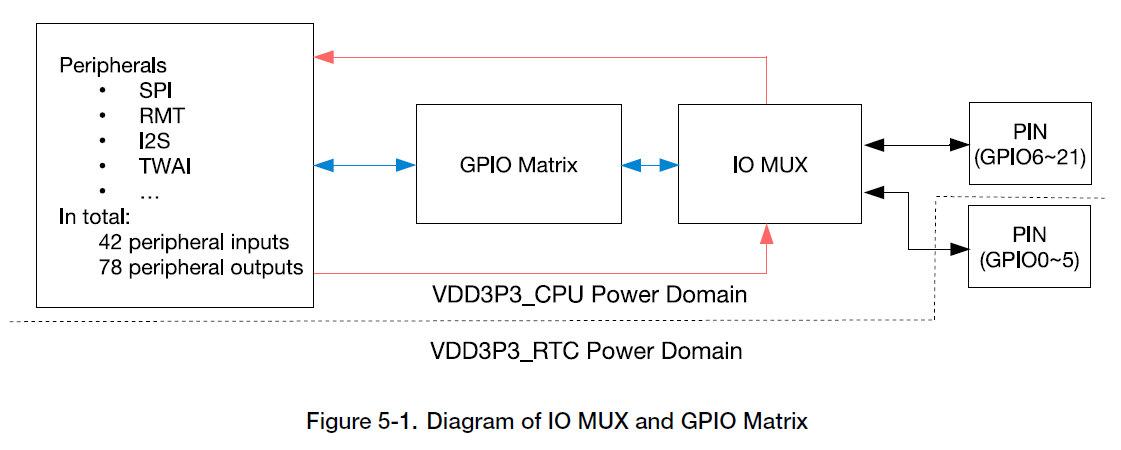 Peripherals
• SPI
• RMT
• I2S
• TWAI
• …
In total:
42 peripheral inputs
78 peripheral outputs
GPIO Matrix
IO MUX
PIN
(GPIO6~21)
PIN
(GPIO0~5)
VDD3P3_CPU Power Domain
VDD3P3_RTC Power Domain
Figure 5-1. Diagram of IO MUX and GPIO Matrix